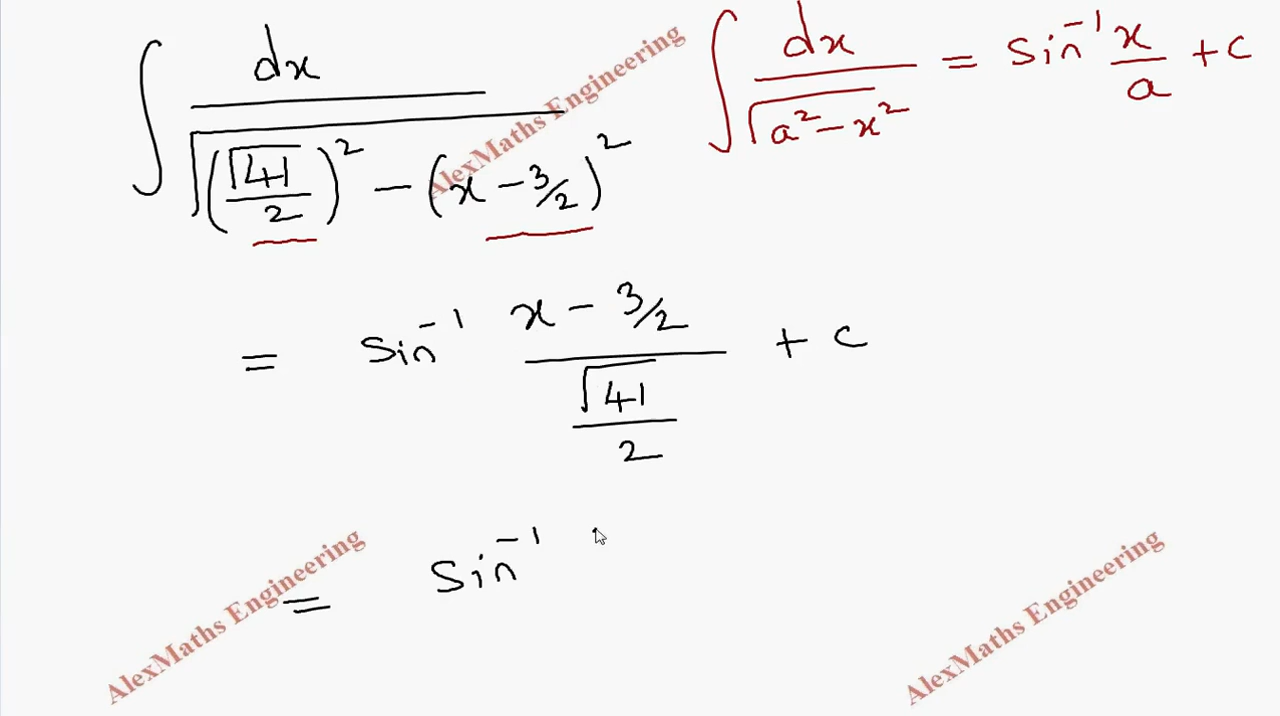 ∫ dx / √((√41/2)² − (x − 3/2)²)
∫ dx / √(a² − x²) = Sin⁻¹ x/a + c
= Sin⁻¹ (x − 3/2) / (√41/2) + c
= Sin⁻¹
AlexMaths Engineering
AlexMaths Engineering
AlexMaths Engineering